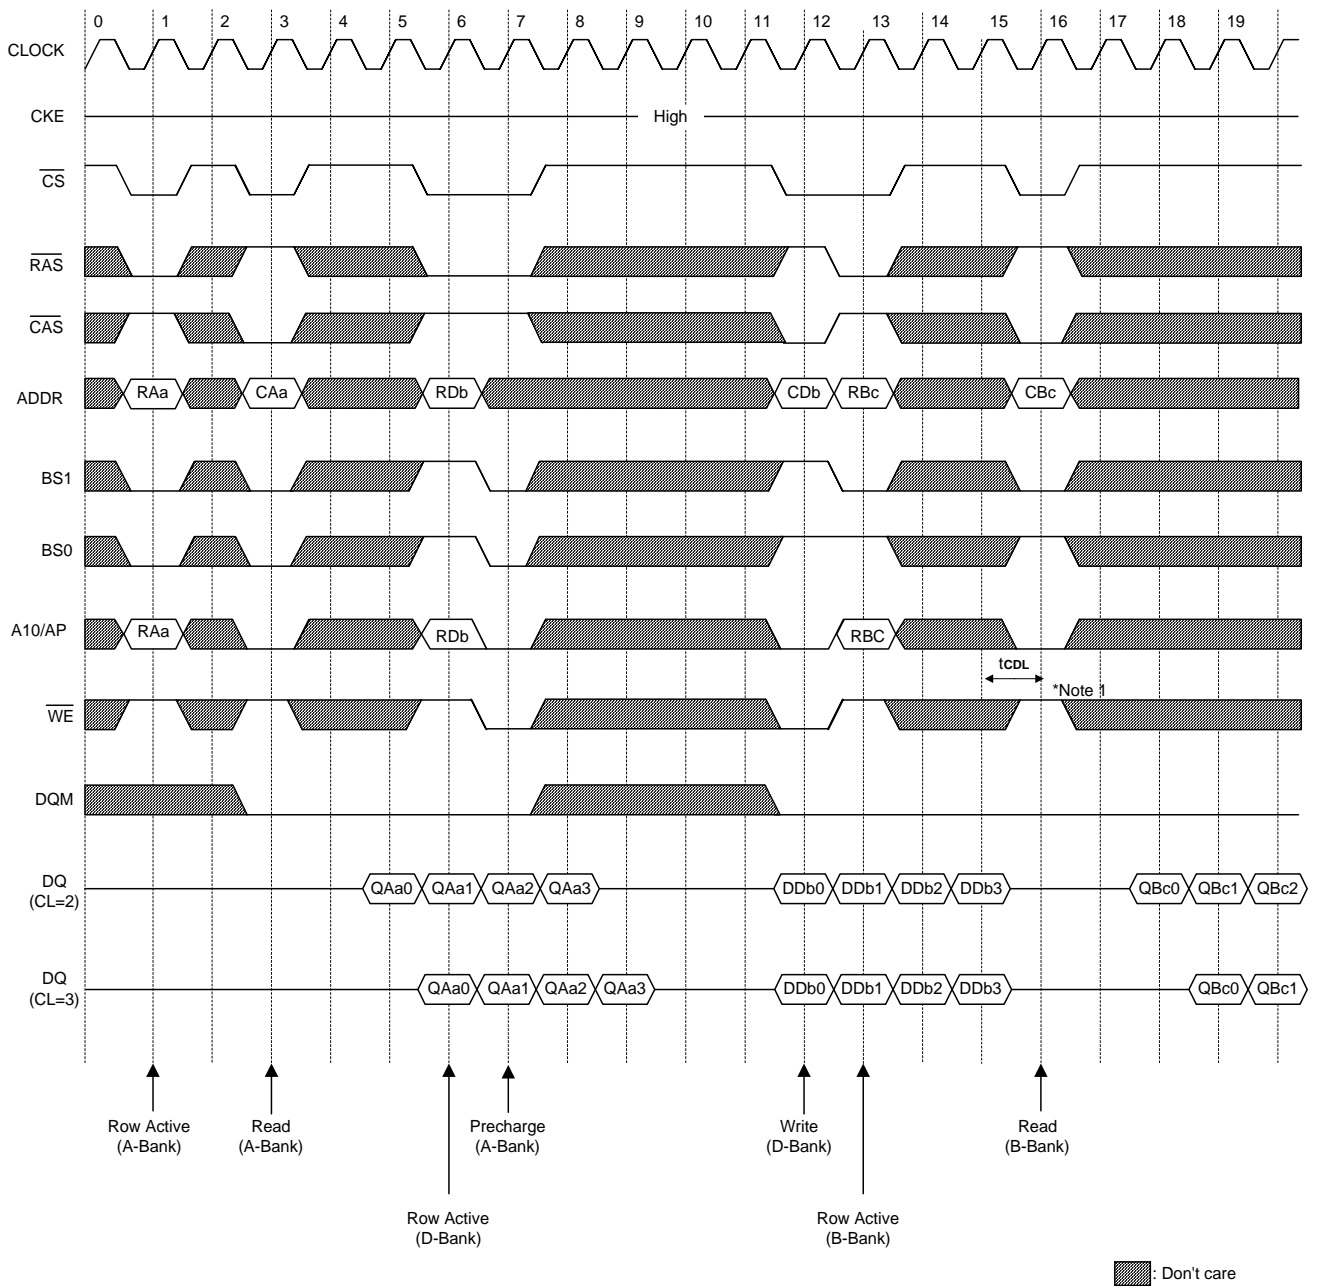 0 1 2 3 4 5 6 7 8 9 10 11 12 13 14 15 16 17 18 19
CLOCK
CKE High
CS
RAS
CAS
ADDR RAa CAa RDb CDb RBc CBc
BS1
BS0
A10/AP RAa RDb RBC
tCDL
*Note 1
WE
DQM
DQ
(CL=2)
QAa0 QAa1 QAa2 QAa3 DDb0 DDb1 DDb2 DDb3 QBc0 QBc1 QBc2
DQ
(CL=3)
QAa0 QAa1 QAa2 QAa3 DDb0 DDb1 DDb2 DDb3 QBc0 QBc1
Row Active
(A-Bank)
Read
(A-Bank)
Precharge
(A-Bank)
Write
(D-Bank)
Read
(B-Bank)
Row Active
(D-Bank)
Row Active
(B-Bank)
: Don't care